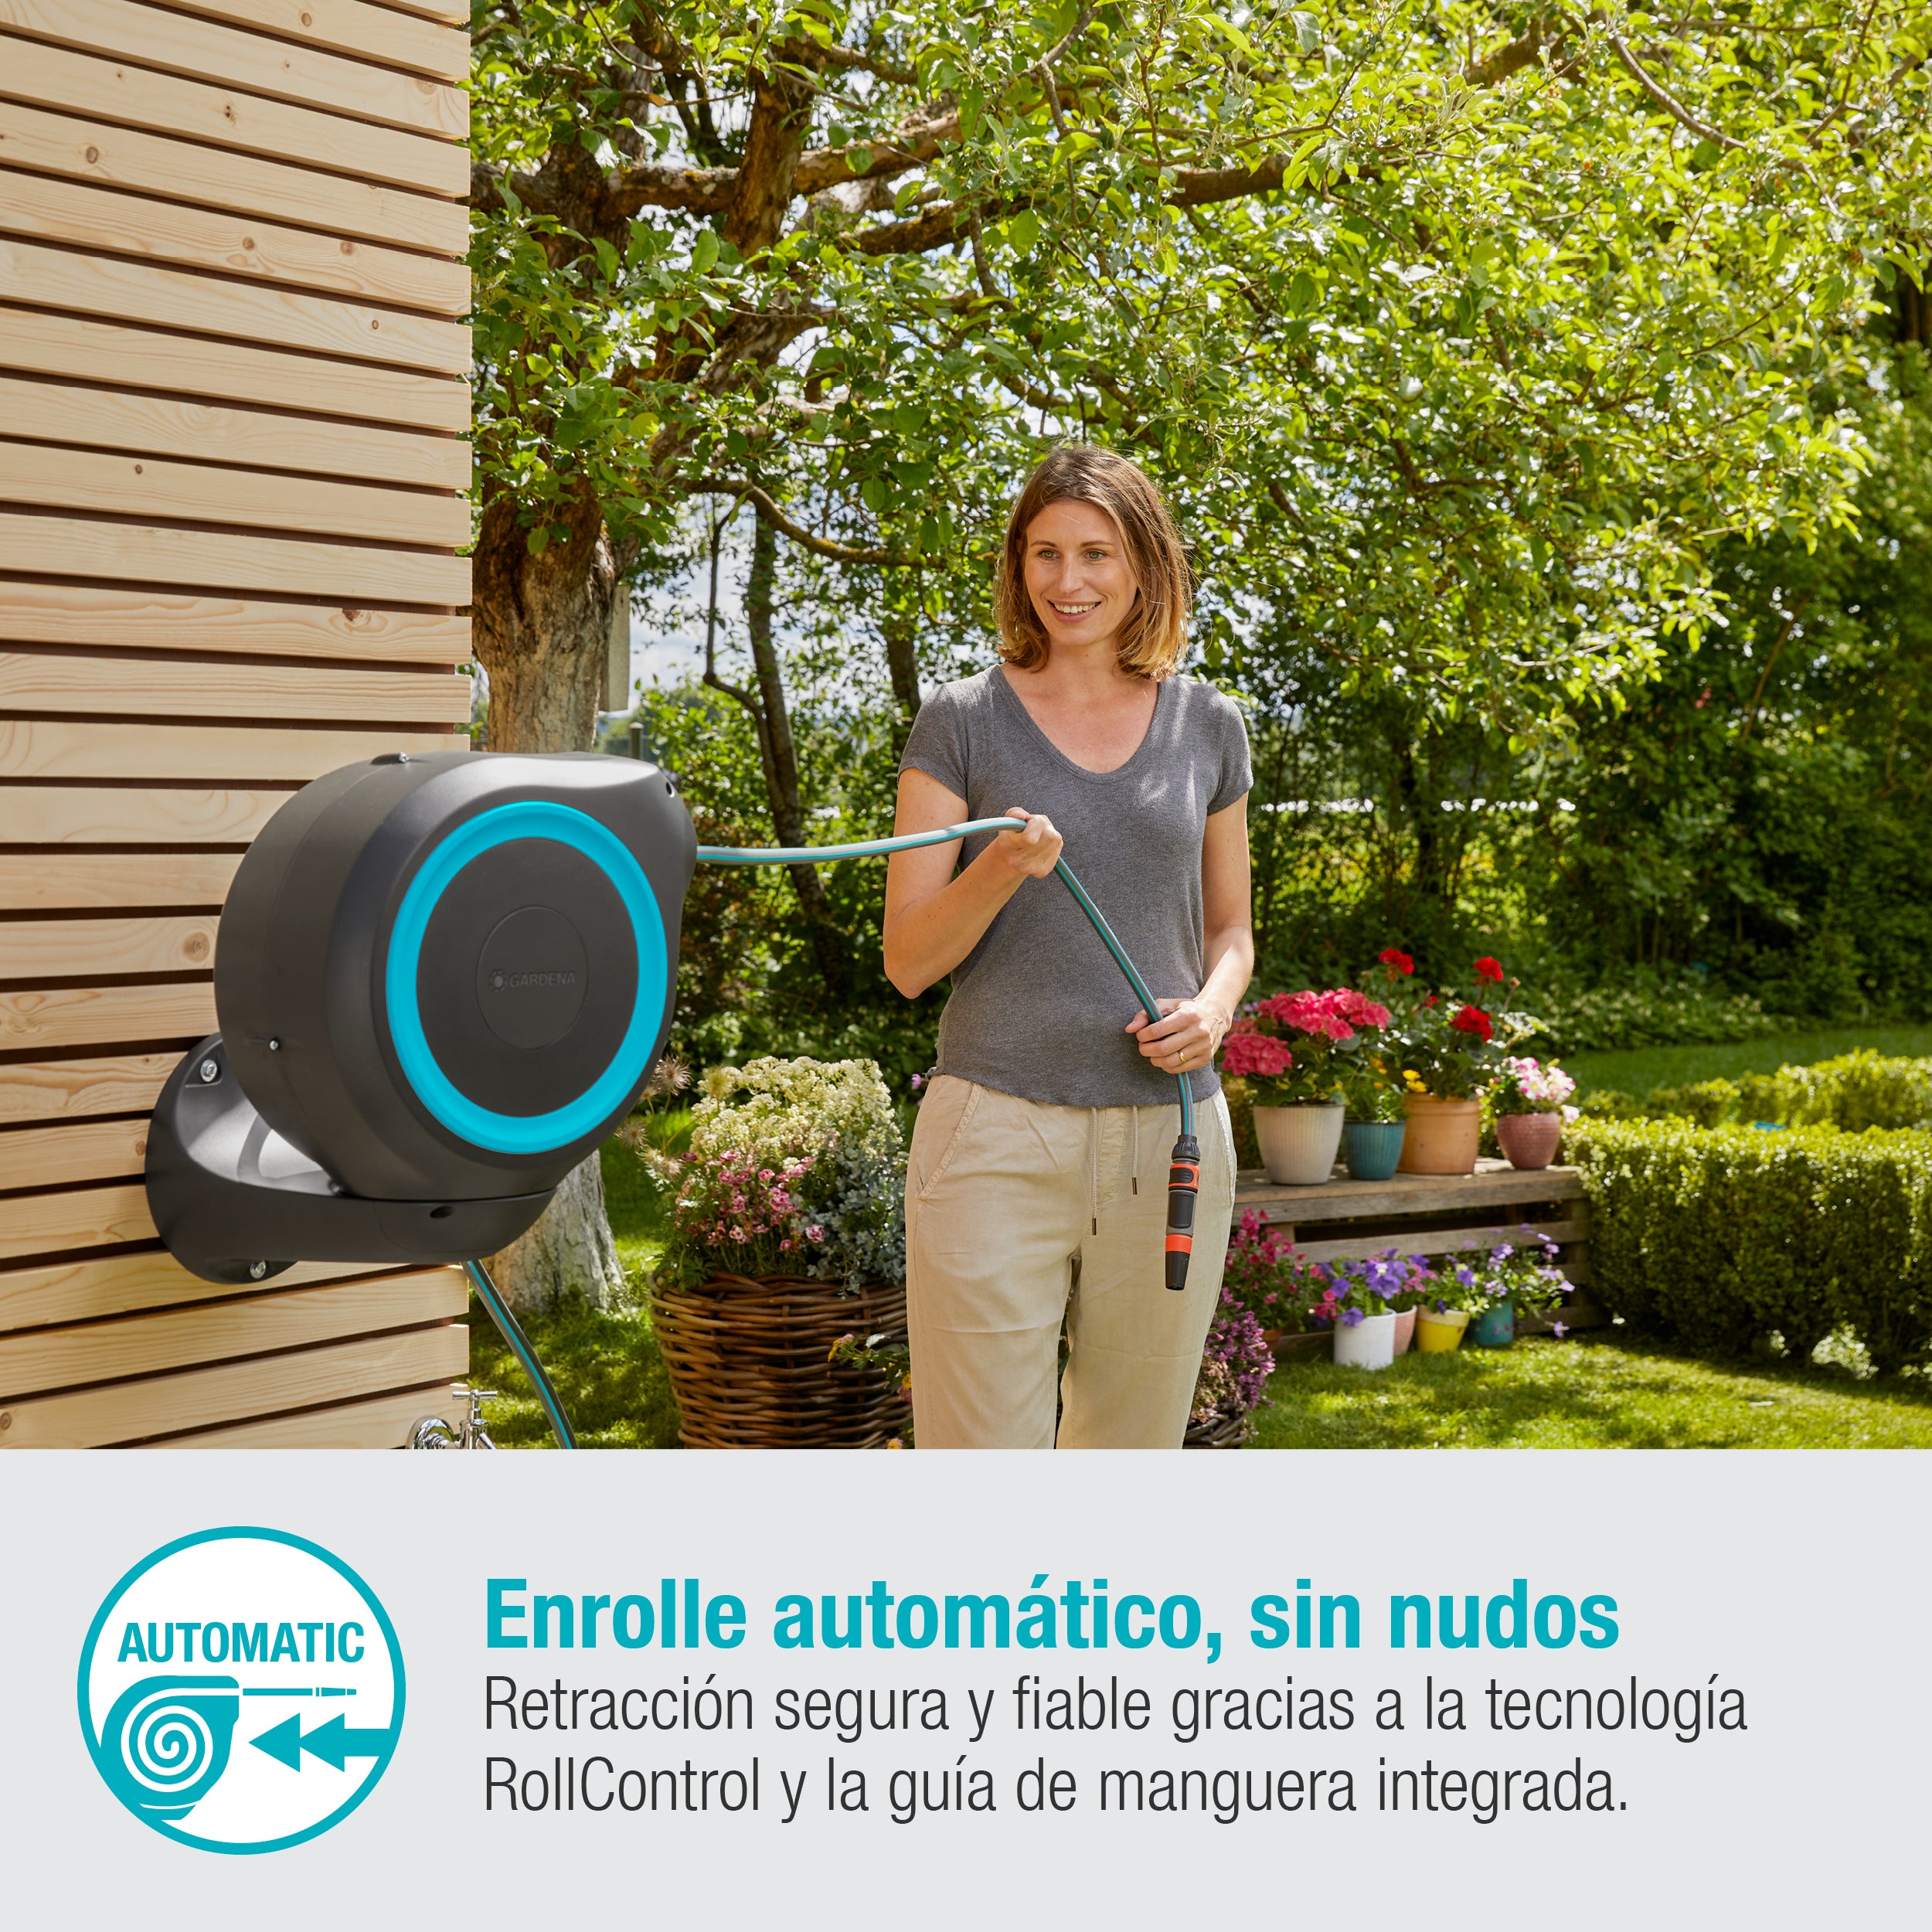 GARDENA
AUTOMATIC
Enrolle automático, sin nudos
Retracción segura y fiable gracias a la tecnología
RollControl y la guía de manguera integrada.